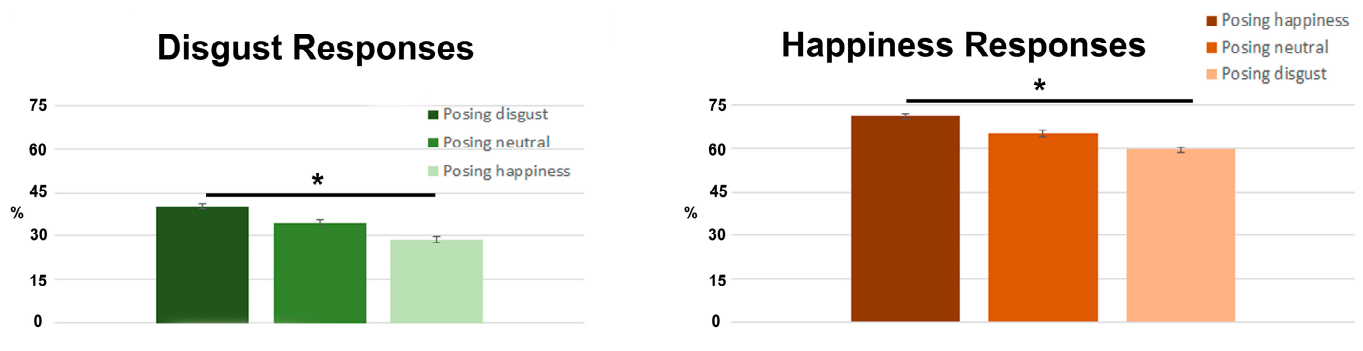 Disgust Responses
75
60
45
30
15
0
%
Posing disgust
Posing neutral
Posing happiness
*
Happiness Responses
Posing happiness
Posing neutral
Posing disgust
75
60
45
30
15
0
%
*